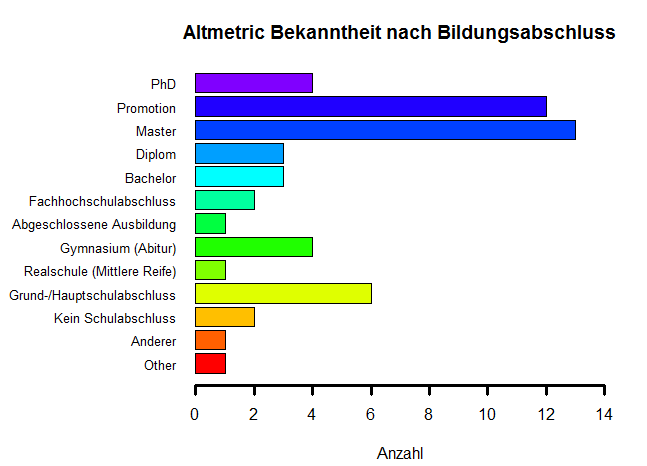 Altmetric Bekanntheit nach Bildungsabschluss
PhD
Promotion
Master
Diplom
Bachelor
Fachhochschulabschluss
Abgeschlossene Ausbildung
Gymnasium (Abitur)
Realschule (Mittlere Reife)
Grund-/Hauptschulabschluss
Kein Schulabschluss
Anderer
Other
0 2 4 6 8 10 12 14
Anzahl